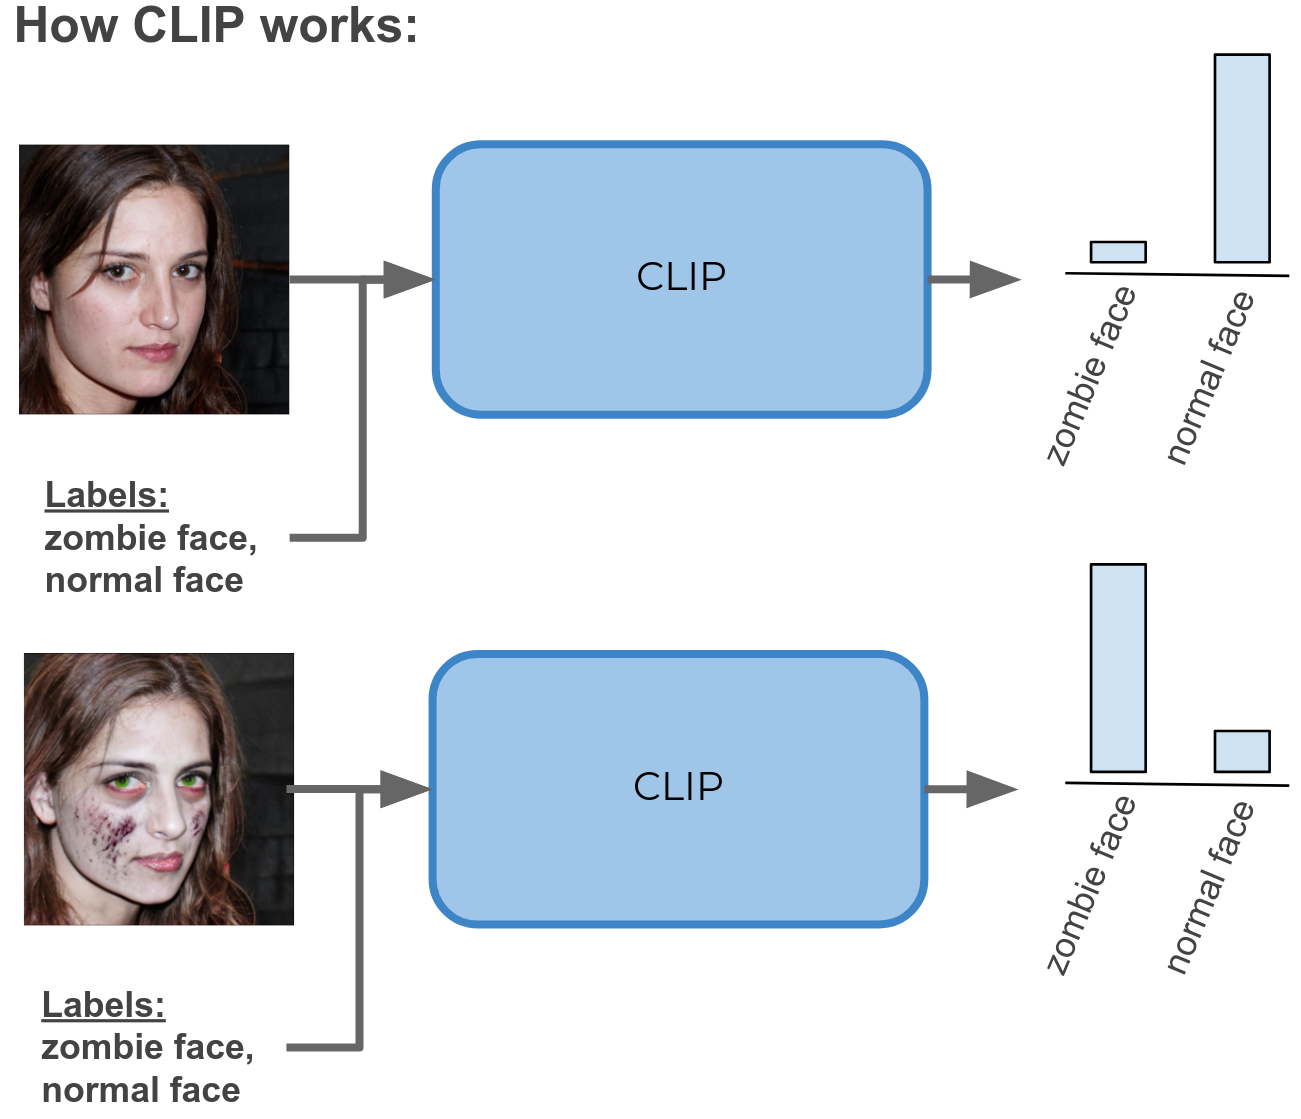 How CLIP works:
CLIP
zombie face
normal face
Labels:
zombie face,
normal face
CLIP
zombie face
normal face
Labels:
zombie face,
normal face